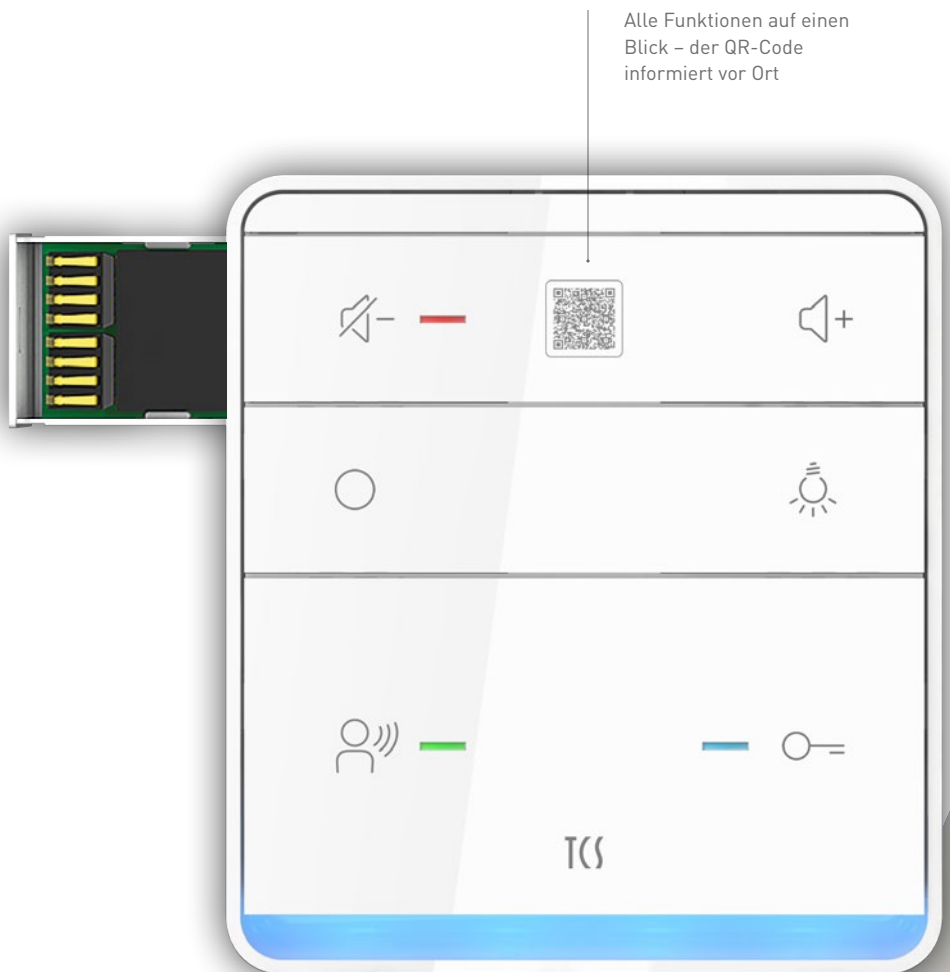 Alle Funktionen auf einen
Blick – der QR-Code
informiert vor Ort
TCS